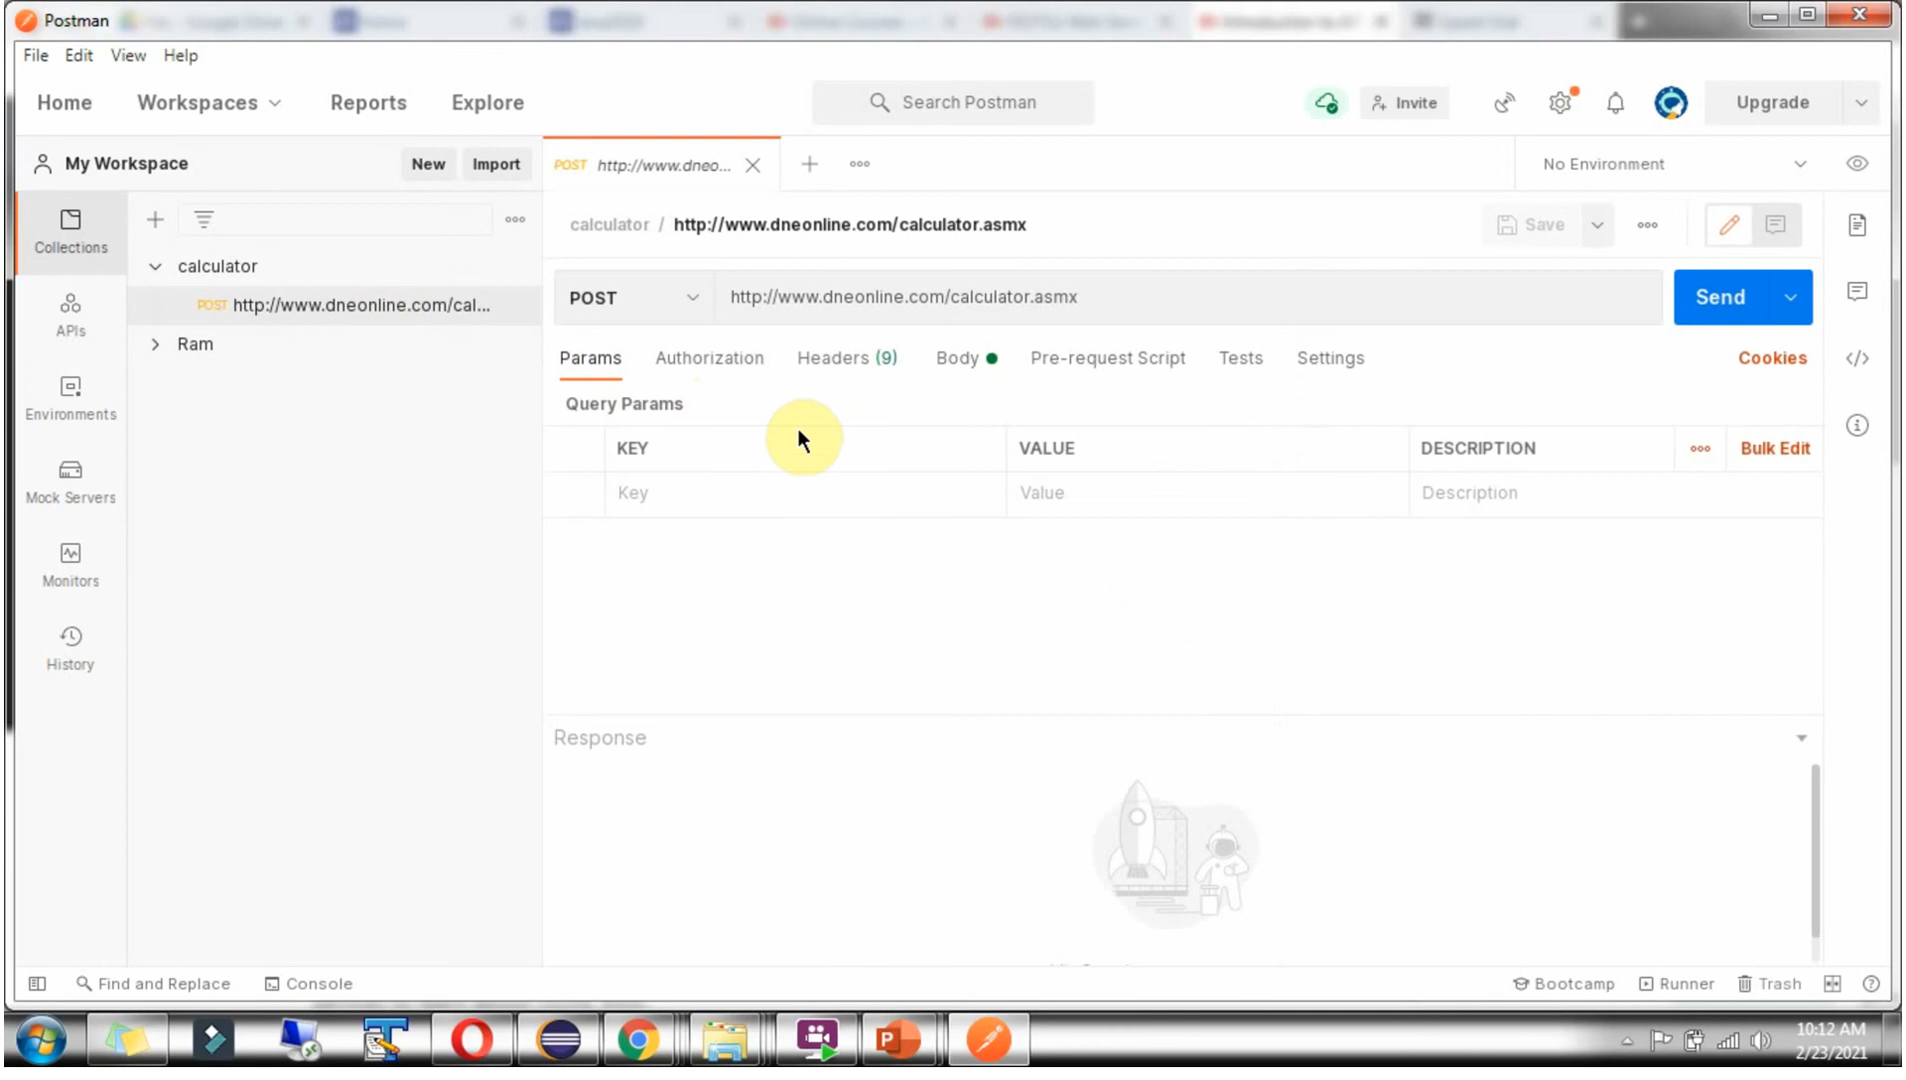 Postman
File Edit View Help
Home Workspaces Reports Explore
Search Postman
Invite
Upgrade
My Workspace
New Import
POST http://www.dneo...
No Environment
Collections
calculator
POST http://www.dneonline.com/cal...
Ram
APIs
Environments
Mock Servers
Monitors
History
calculator / http://www.dneonline.com/calculator.asmx
Save
POST http://www.dneonline.com/calculator.asmx
Send
Params Authorization Headers (9) Body Pre-request Script Tests Settings
Cookies
Query Params
KEY VALUE DESCRIPTION
Bulk Edit
Key Value Description
Response
Find and Replace Console
Bootcamp Runner Trash
10:12 AM
2/23/2021